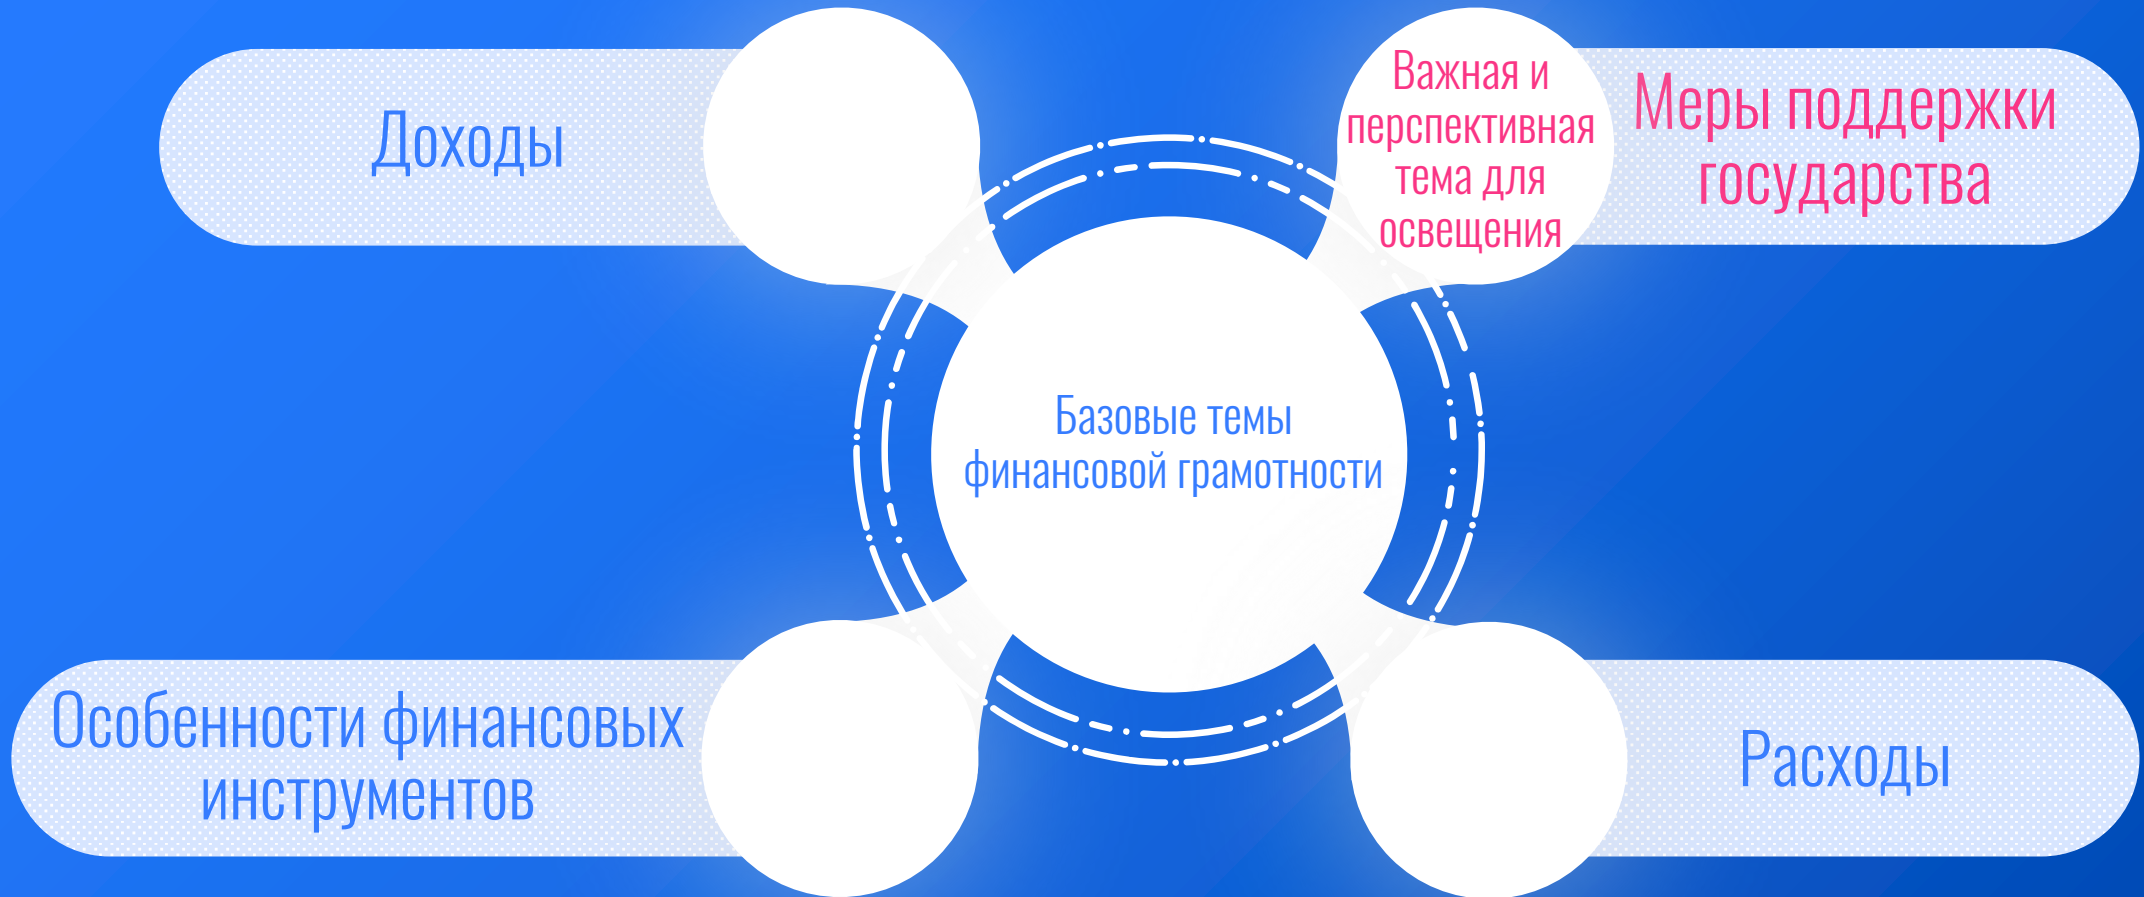 Доходы
Важная и
перспективная
тема для
освещения
Меры поддержки
государства
Базовые темы
финансовой грамотности
Особенности финансовых
инструментов
Расходы